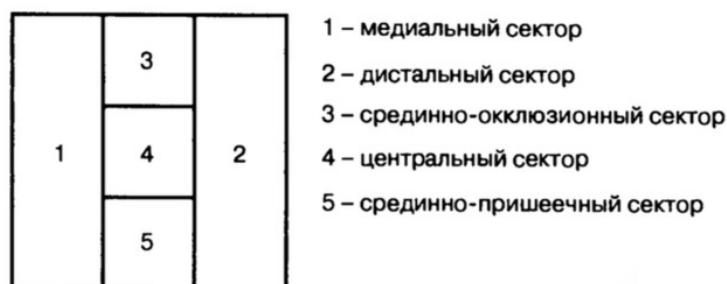 1 – медиальный сектор
2 – дистальный сектор
3 – срединно-окклюзионный сектор
4 – центральный сектор
5 – срединно-пришеечный сектор
3
1
4
2
5